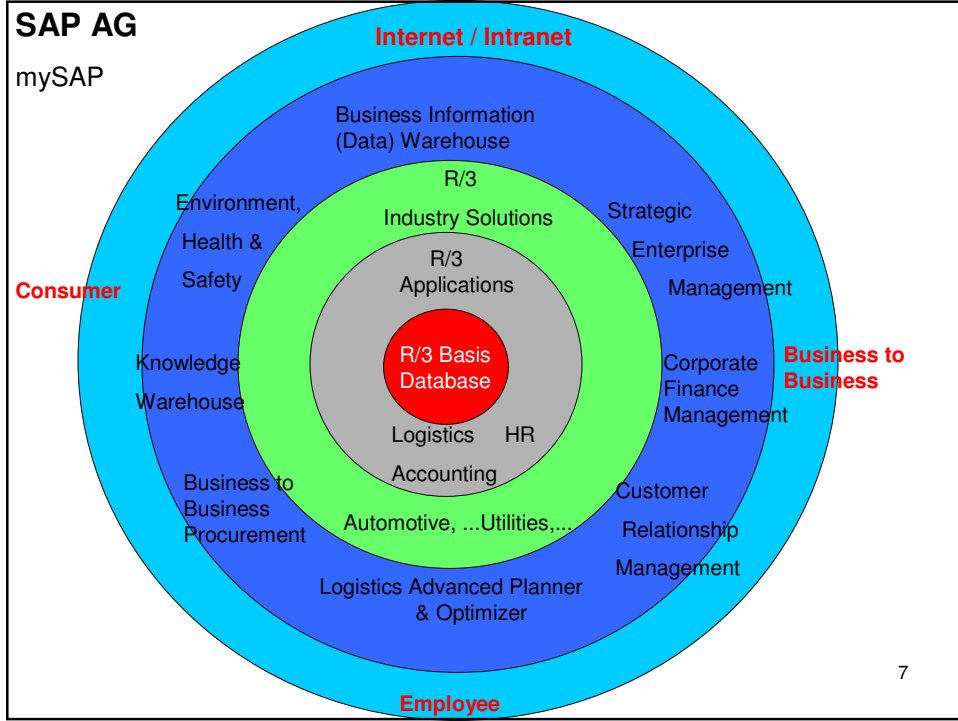 SAP AG
mySAP
Internet / Intranet
Business Information
(Data) Warehouse
R/3
Industry Solutions
Environment,
Health &
Safety
Strategic
Enterprise
Management
R/3
Applications
Consumer
R/3 Basis
Database
Knowledge
Warehouse
Corporate
Finance
Management
Business to
Business
Logistics HR
Accounting
Business to
Business
Procurement
Customer
Relationship
Management
Automotive, ...Utilities,...
Logistics Advanced Planner
& Optimizer
Employee
7